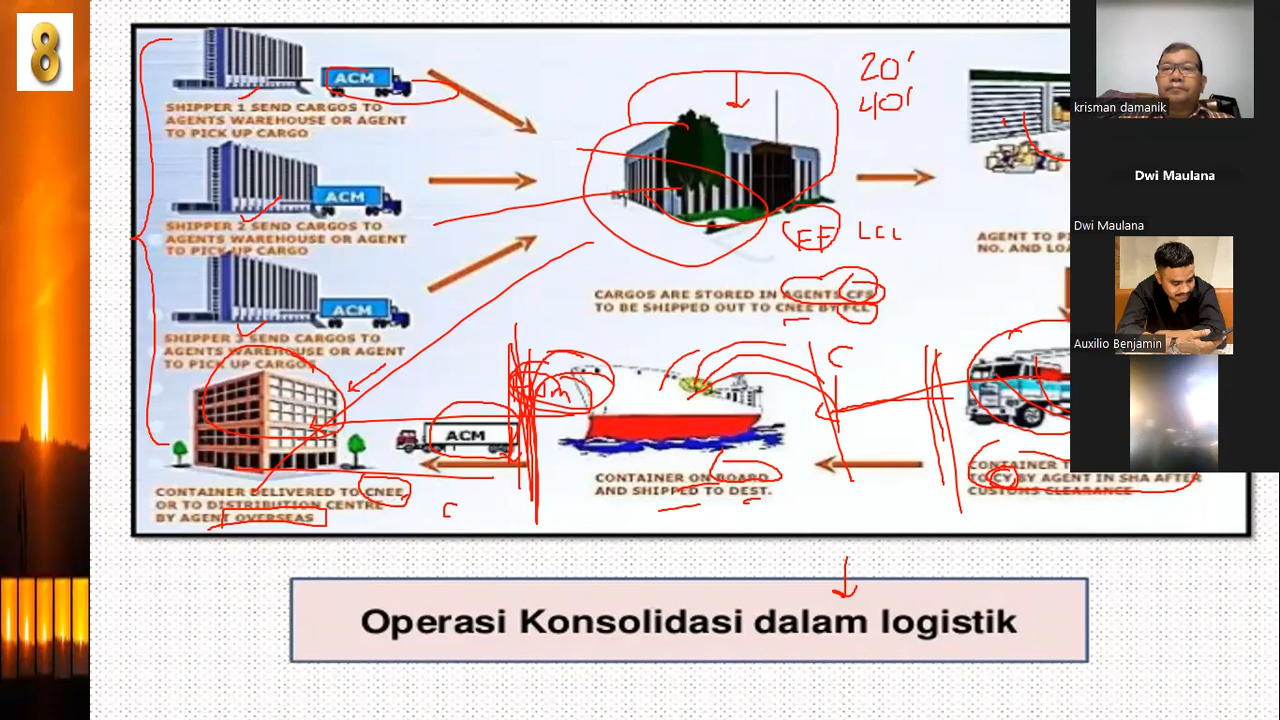 8
ACM
SHIPPER 1 SEND CARGOS TO
AGENTS WAREHOUSE OR AGENT
TO PICK UP CARGO
ACM
SHIPPER 2 SEND CARGOS TO
AGENTS WAREHOUSE OR AGENT
TO PICK UP CARGO
ACM
SHIPPER 3 SEND CARGOS TO
AGENTS WAREHOUSE OR AGENT
TO PICK UP CARGO
20'
40'
LCL
CARGOS ARE STORED IN AGENTS CFS
TO BE SHIPPED OUT TO CNEE BY FCL
AGENT TO
NO. AND
ACM
CONTAINER DELIVERED TO CNEE
OR TO DISTRIBUTION CENTRE
BY AGENT OVERSEAS
CONTAINER ON BOARD
AND SHIPPED TO DEST.
CONTAINER
TO CY BY AGENT IN SHA AFTER
CUSTOMS CLEARANCE
Operasi Konsolidasi dalam logistik
krisman damanik
Dwi Maulana
Dwi Maulana
Auxilio Benjamin